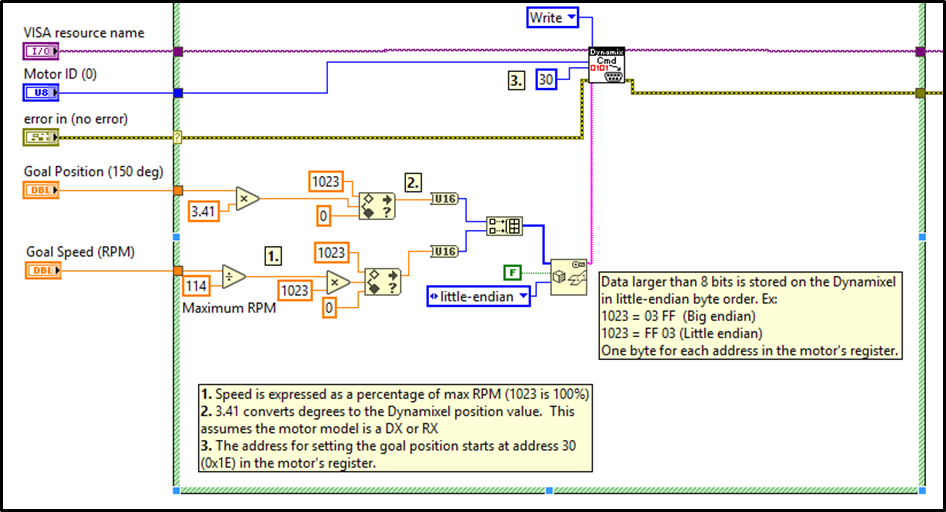 Write
VISA resource name
I/O
Dynamix
Cmd
0101
Motor ID (0)
U8
3.
30
error in (no error)
?
Goal Position (150 deg)
DBL
1023
2.
×
?
U16
3.41
0
Goal Speed (RPM)
DBL
1.
1023
U16
÷
×
?
114
1023
0
Maximum RPM
F
little-endian
Data larger than 8 bits is stored on the Dynamixel
in little-endian byte order. Ex:
1023 = 03 FF (Big endian)
1023 = FF 03 (Little endian)
One byte for each address in the motor's register.
1. Speed is expressed as a percentage of max RPM (1023 is 100%)
2. 3.41 converts degrees to the Dynamixel position value. This
assumes the motor model is a DX or RX
3. The address for setting the goal position starts at address 30
(0x1E) in the motor's register.